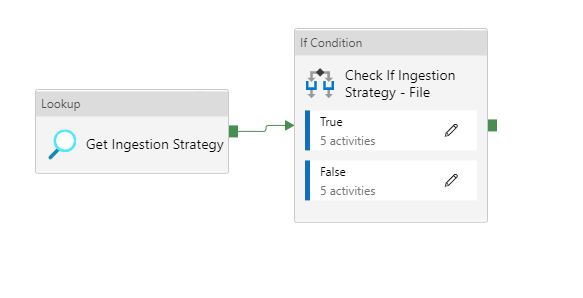 Lookup
Get Ingestion Strategy
If Condition
Check If Ingestion
Strategy - File
True
5 activities
False
5 activities